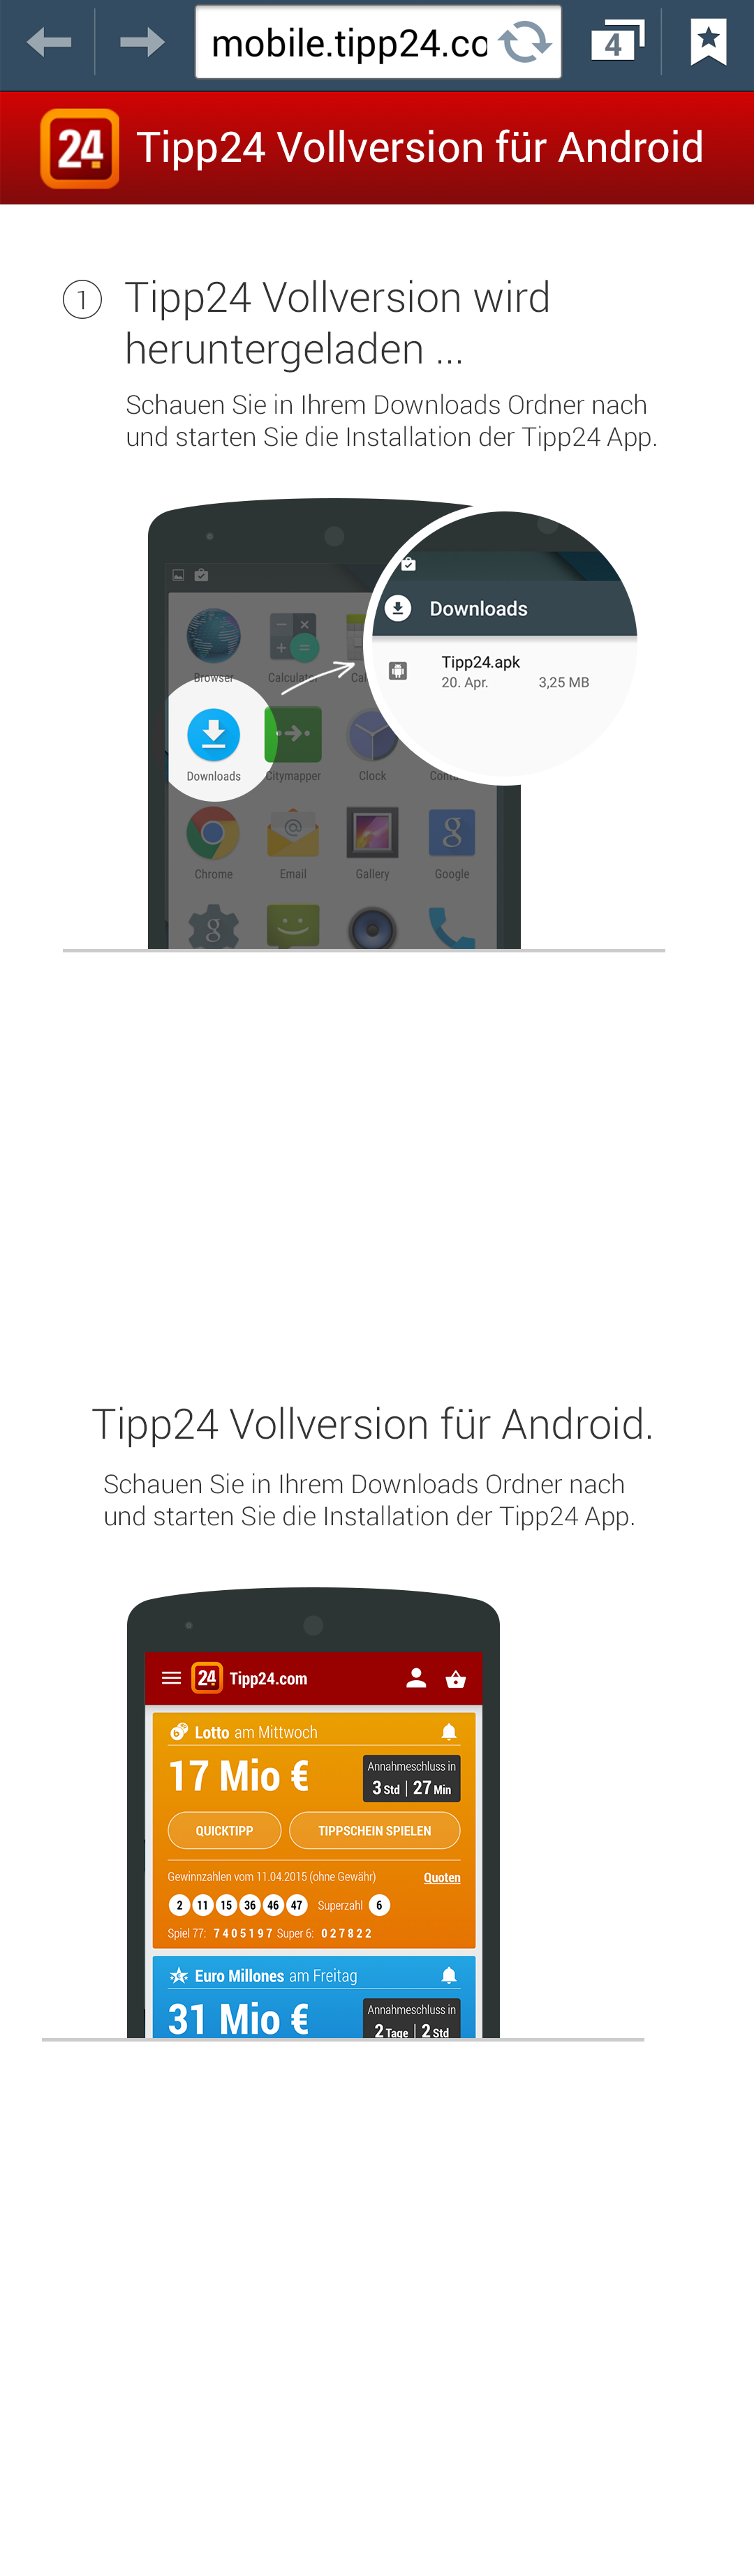 mobile.tipp24.co
4
24 Tipp24 Vollversion für Android
1 Tipp24 Vollversion wird
heruntergeladen ...
Schauen Sie in Ihrem Downloads Ordner nach
und starten Sie die Installation der Tipp24 App.
Downloads
Tipp24.apk
20. Apr. 3,25 MB
Browser
Downloads Citymapper Clock
Chrome Email Gallery Google
Tipp24 Vollversion für Android.
Schauen Sie in Ihrem Downloads Ordner nach
und starten Sie die Installation der Tipp24 App.
24 Tipp24.com
Lotto am Mittwoch
17 Mio €
Annahmeschluss in
3 Std | 27 Min
QUICKTIPP TIPPSCHEIN SPIELEN
Gewinnzahlen vom 11.04.2015 (ohne Gewähr) Quoten
2 11 15 36 46 47 Superzahl 6
Spiel 77: 7 4 0 5 1 9 7 Super 6: 0 2 7 8 2 2
Euro Millones am Freitag
31 Mio €
Annahmeschluss in
2 Tage | 2 Std